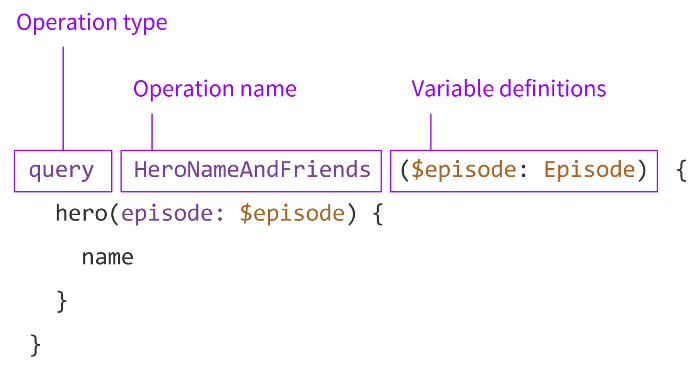 Operation type
Operation name Variable definitions
query HeroNameAndFriends ($episode: Episode) {
hero(episode: $episode) {
name
}
}